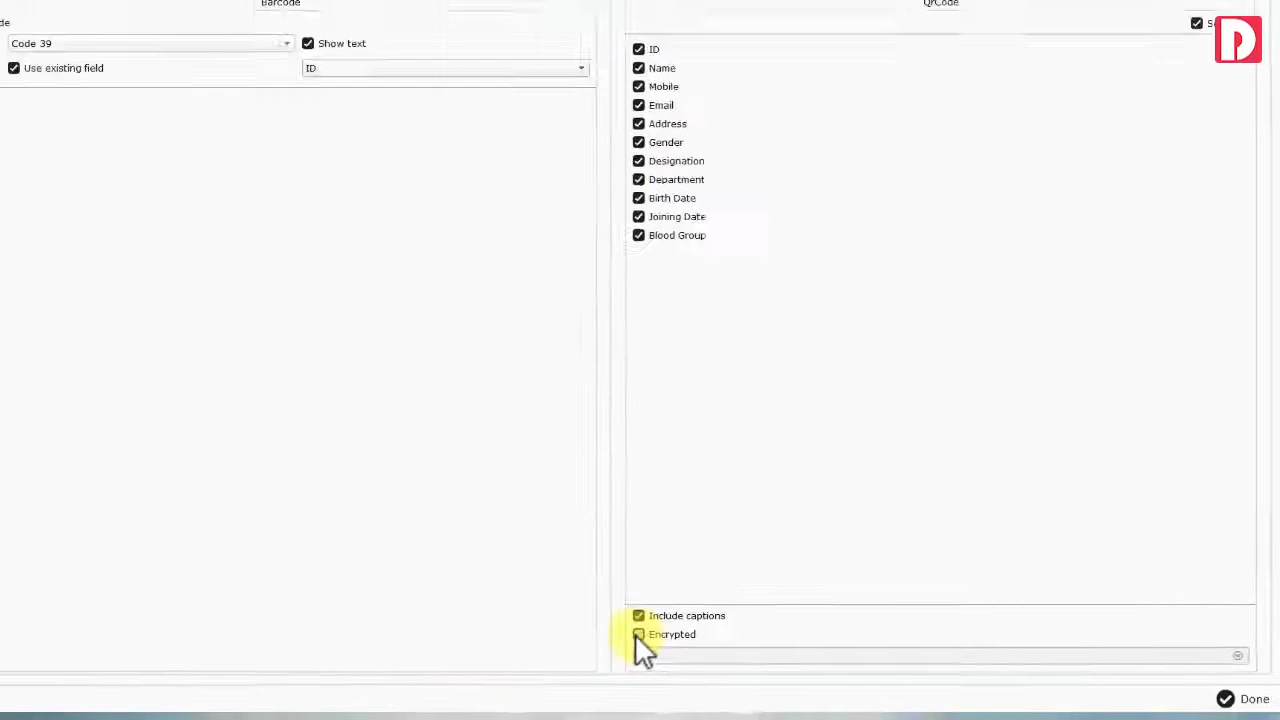 Barcode
Code 39
Show text
Use existing field
ID
QrCode
ID
Name
Mobile
Email
Address
Gender
Designation
Department
Birth Date
Joining Date
Blood Group
Include captions
Encrypted
Done